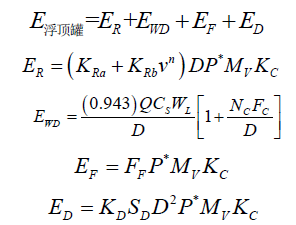 E浮顶罐=E_R+E_WD+E_F+E_D
E_R=(K_Ra+K_Rb v^n)DP^*M_V K_C
E_WD=(0.943)QC_S W_L/D[1+N_C F_C/D]
E_F=F_F P^*M_V K_C
E_D=K_D S_D D^2 P^*M_V K_C